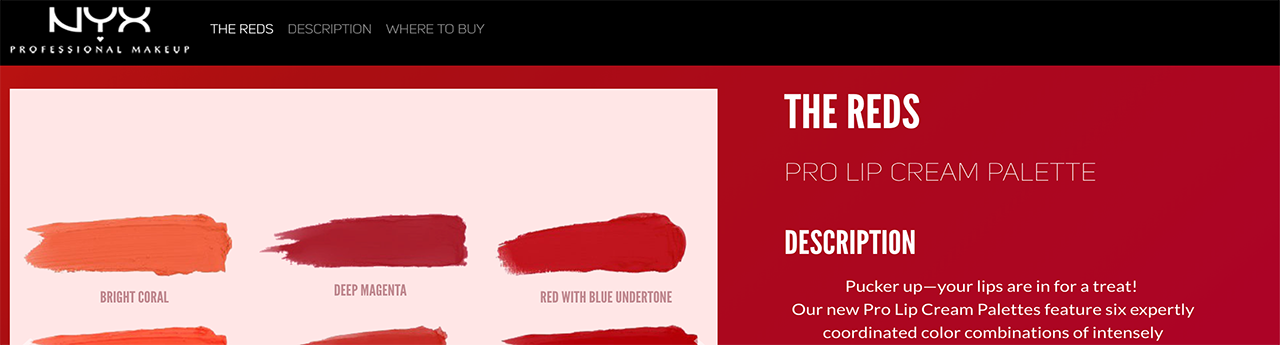 NYX
PROFESSIONAL MAKEUP
THE REDS DESCRIPTION WHERE TO BUY
BRIGHT CORAL
DEEP MAGENTA
RED WITH BLUE UNDERTONE
THE REDS
PRO LIP CREAM PALETTE
DESCRIPTION
Pucker up—your lips are in for a treat!
Our new Pro Lip Cream Palettes feature six expertly
coordinated color combinations of intensely